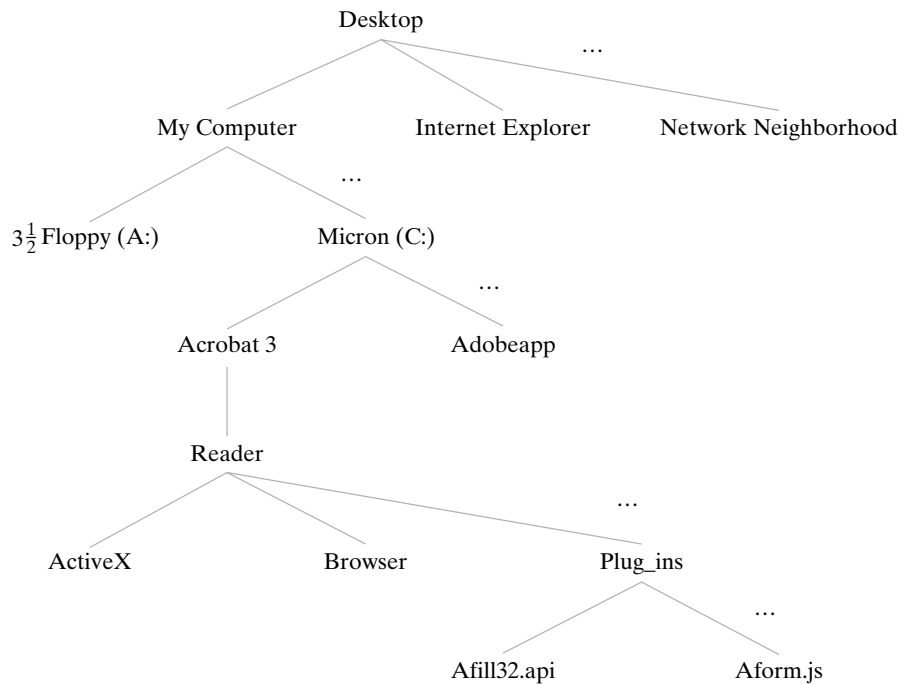 Desktop
...
My Computer Internet Explorer Network Neighborhood
...
3½ Floppy (A:) Micron (C:)
...
Acrobat 3 Adobeapp
Reader
...
ActiveX Browser Plug_ins
...
Afill32.api Aform.js